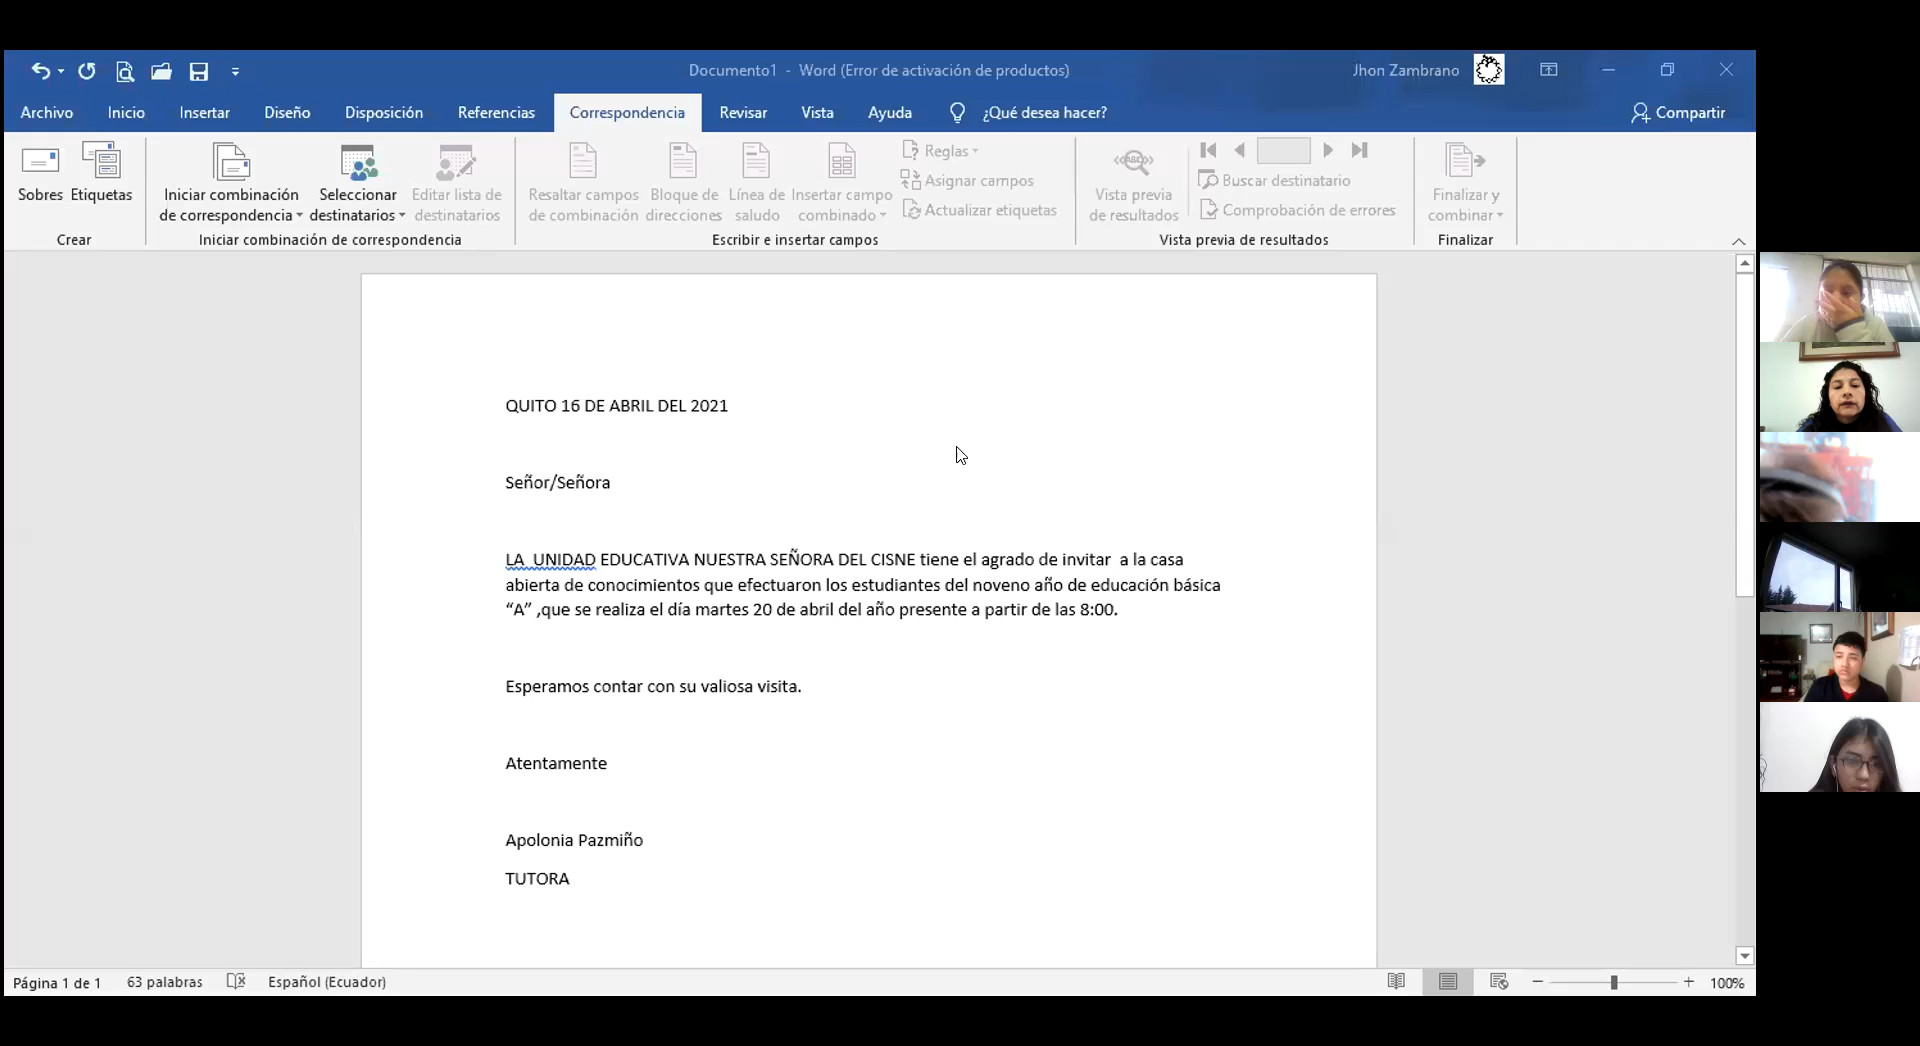 Documento1 - Word (Error de activación de productos)
Jhon Zambrano
Archivo Inicio Insertar Diseño Disposición Referencias Correspondencia Revisar Vista Ayuda ¿Qué desea hacer? Compartir
Sobres
Etiquetas
Crear
Iniciar combinación
de correspondencia
Seleccionar
destinatarios
Editar lista de
destinatarios
Iniciar combinación de correspondencia
Resaltar campos
de combinación
Bloque de
direcciones
Línea de
saludo
Insertar campo
combinado
Reglas
Asignar campos
Actualizar etiquetas
Escribir e insertar campos
ABC
Vista previa
de resultados
Buscar destinatario
Comprobación de errores
Vista previa de resultados
Finalizar y
combinar
Finalizar
QUITO 16 DE ABRIL DEL 2021
Señor/Señora
LA  UNIDAD EDUCATIVA NUESTRA SEÑORA DEL CISNE tiene el agrado de invitar  a la casa
abierta de conocimientos que efectuaron los estudiantes del noveno año de educación básica
“A” ,que se realiza el día martes 20 de abril del año presente a partir de las 8:00.
Esperamos contar con su valiosa visita.
Atentamente
Apolonia Pazmiño
TUTORA
Página 1 de 1 63 palabras Español (Ecuador) 100%